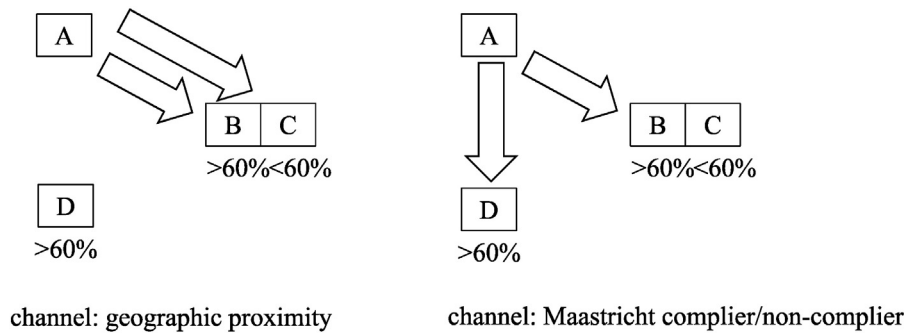 A
B C
>60% <60%
D
>60%
channel: geographic proximity
A
B C
>60% <60%
D
>60%
channel: Maastricht complier/non-complier